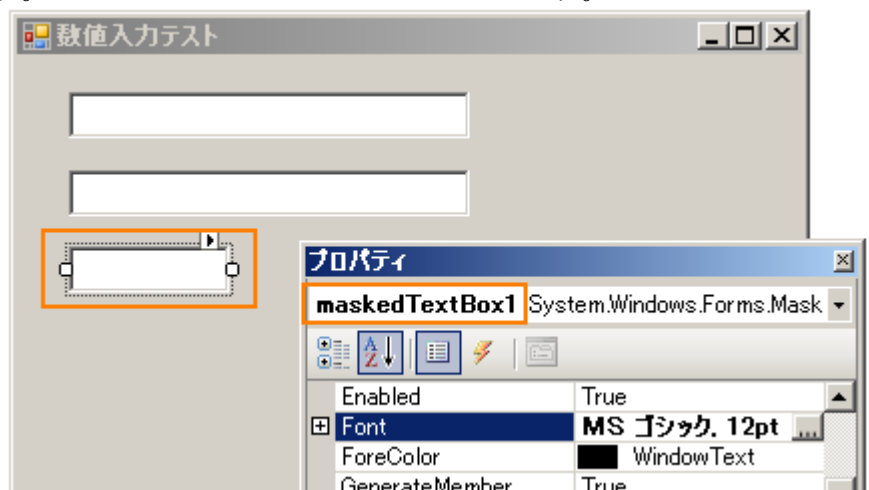 数値入力テスト
プロパティ
maskedTextBox1 System.Windows.Forms.Mask
Enabled True
Font MS ゴシック, 12pt ...
ForeColor WindowText
GenerateMember True